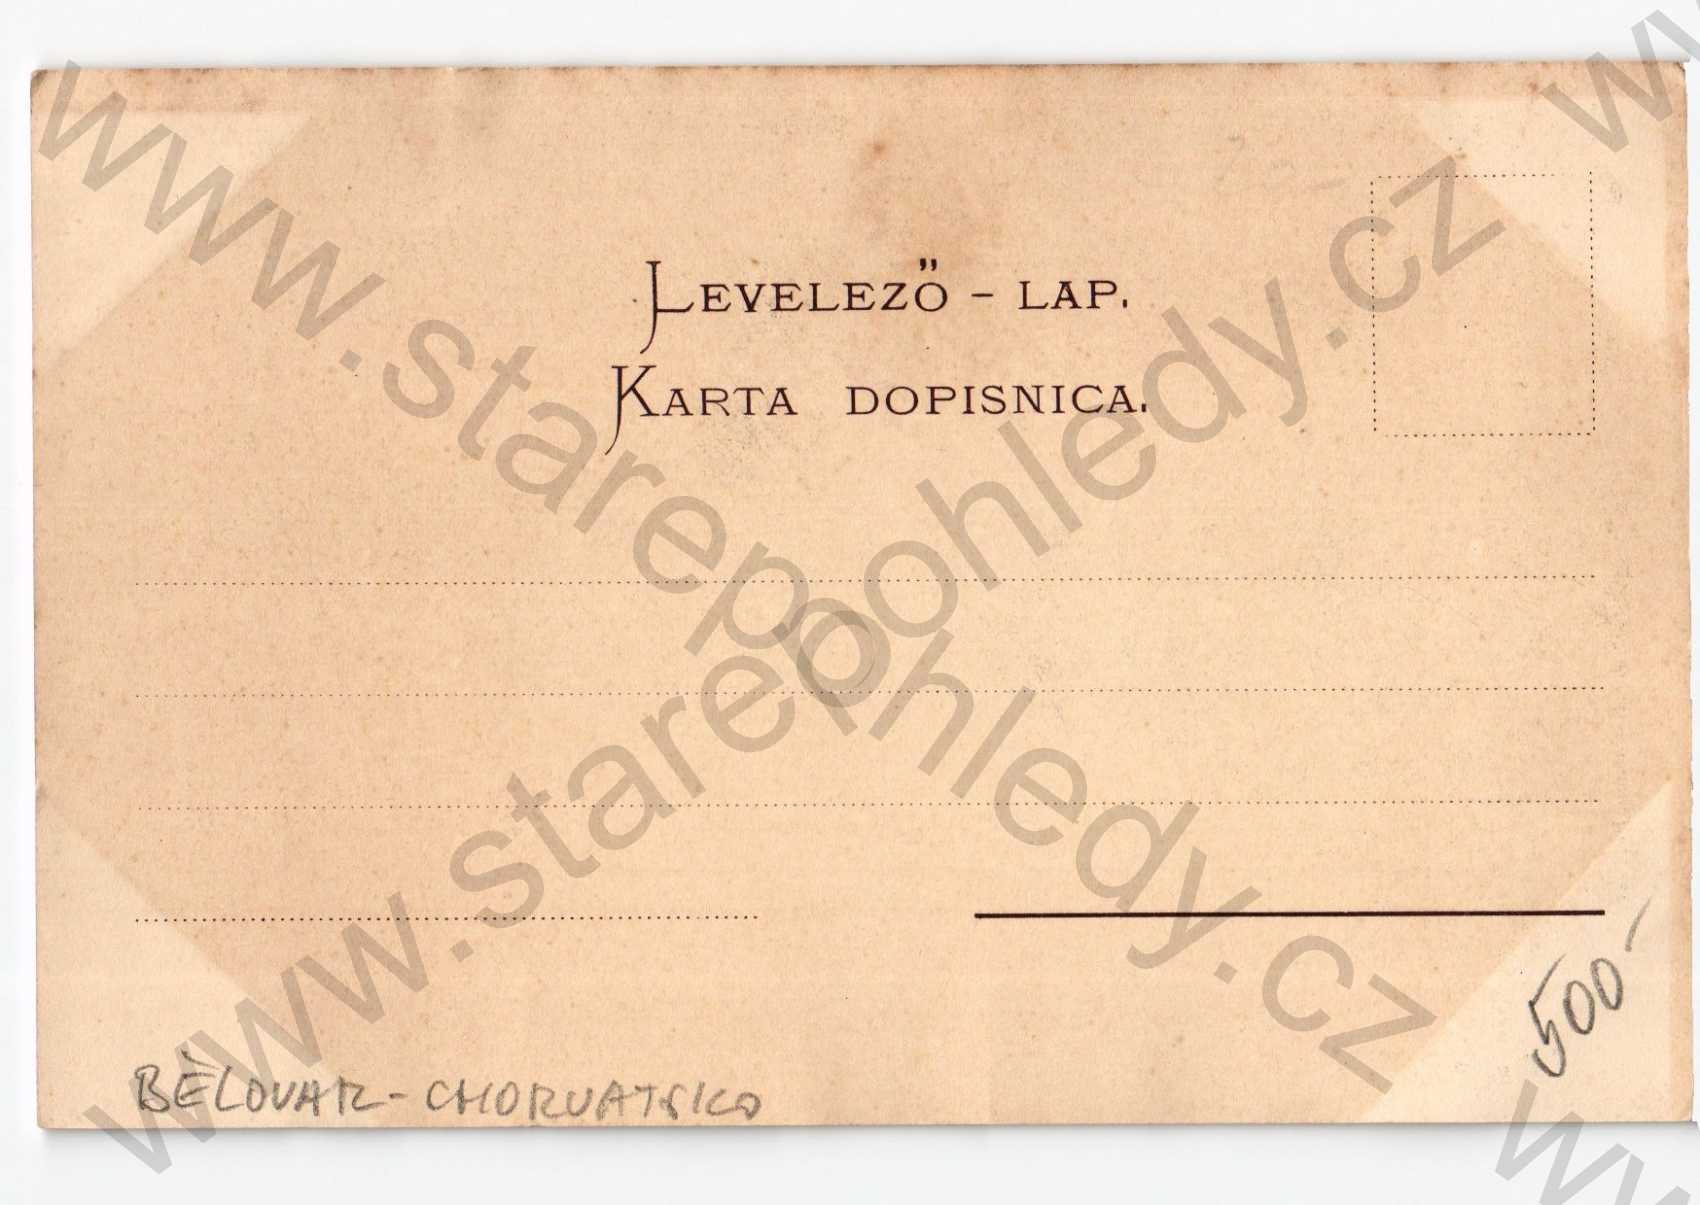 Levelező - lap.
Karta dopisnica.
500-
BĚLOVAR - CHORVATSKO
www.starepohledy.cz
www.starepohledy.cz